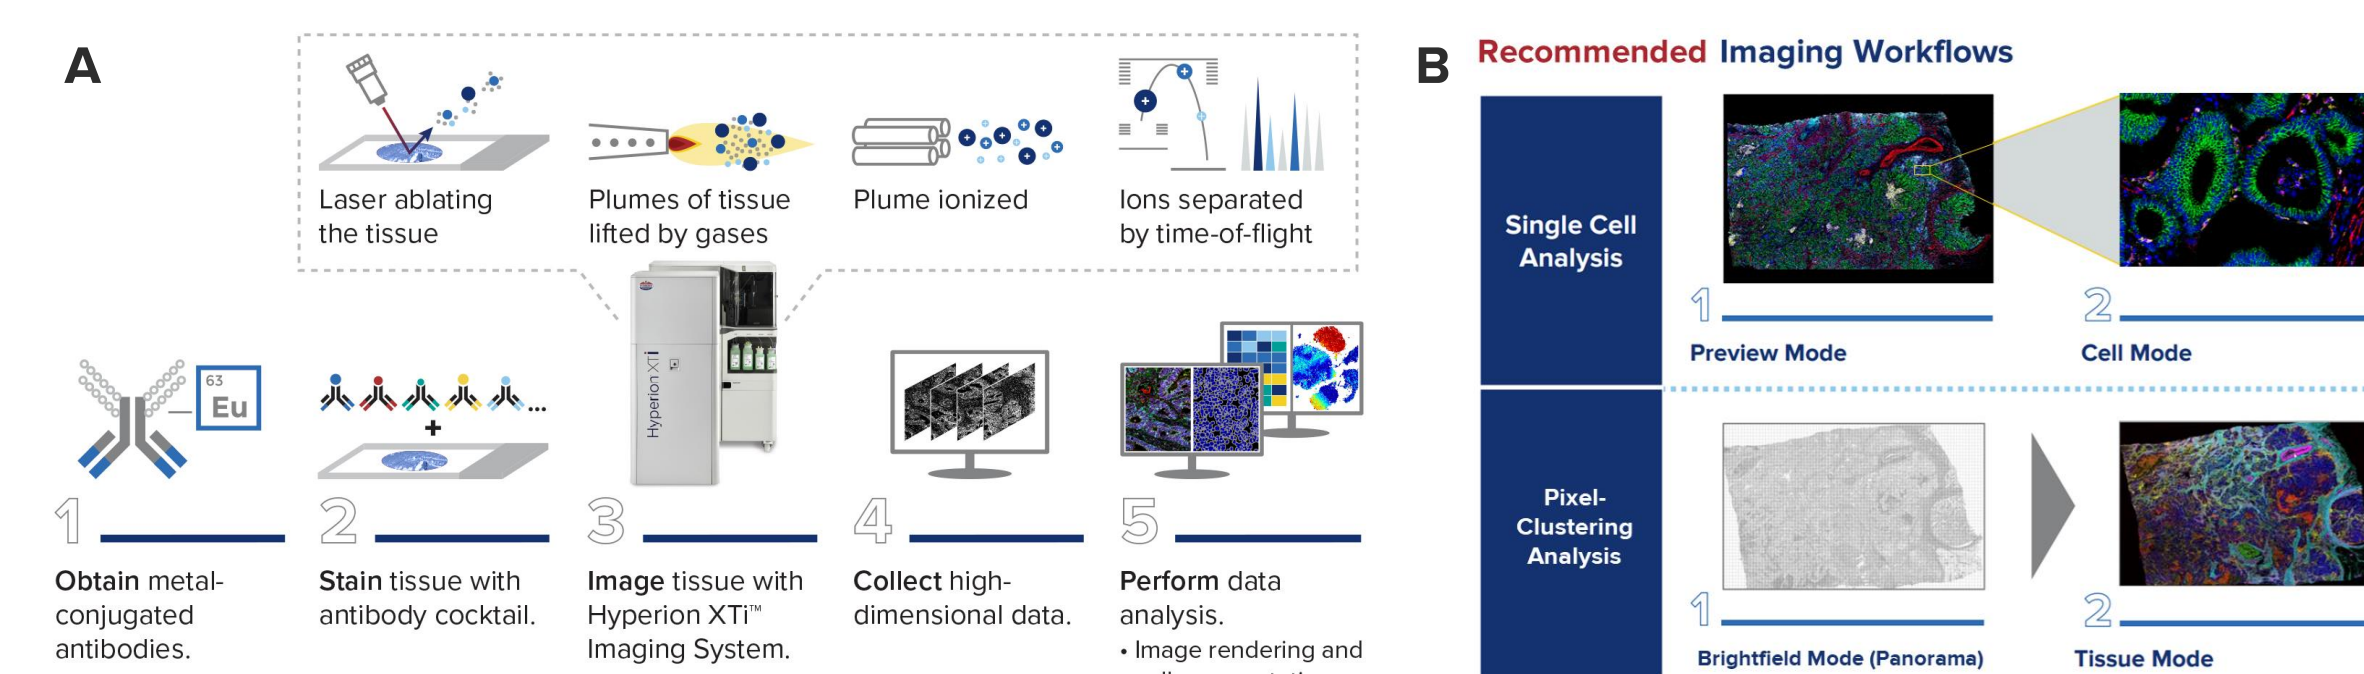 A
Laser ablating
the tissue
Plumes of tissue
lifted by gases
Plume ionized
Ions separated
by time-of-flight
63
Eu
+
...
Hyperion XTi
1
Obtain metal-
conjugated
antibodies.
2
Stain tissue with
antibody cocktail.
3
Image tissue with
Hyperion XTi™
Imaging System.
4
Collect high-
dimensional data.
5
Perform data
analysis.
• Image rendering and
B
Recommended Imaging Workflows
Single Cell
Analysis
1
Preview Mode
2
Cell Mode
Pixel-
Clustering
Analysis
1
Brightfield Mode (Panorama)
2
Tissue Mode